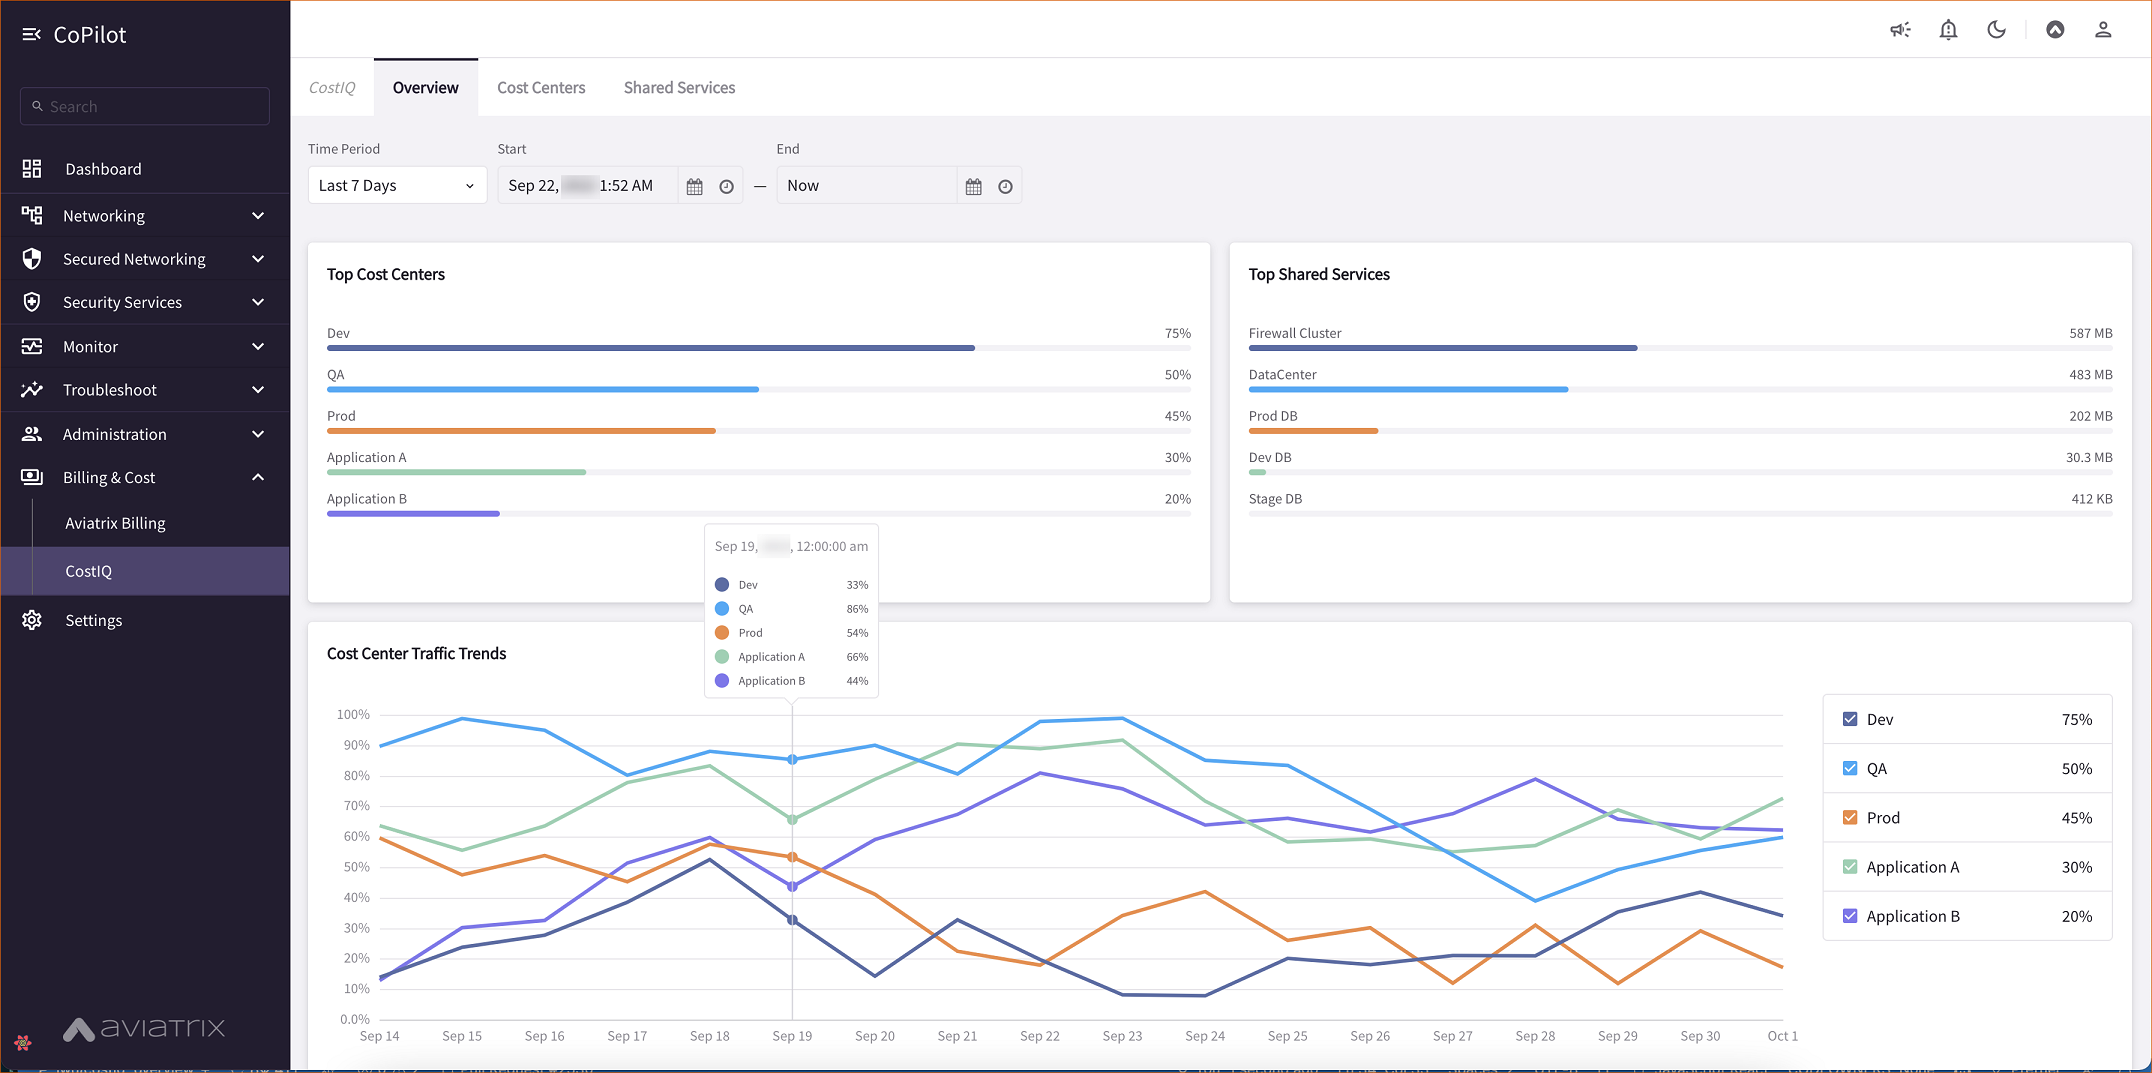 CoPilot
Search
Dashboard
Networking
Secured Networking
Security Services
Monitor
Troubleshoot
Administration
Billing & Cost
Aviatrix Billing
CostIQ
Settings
aviatrix
CostIQ Overview Cost Centers Shared Services
Time Period Start End
Last 7 Days Sep 22, 1:52 AM — Now
Top Cost Centers
Dev 75%
QA 50%
Prod 45%
Application A 30%
Application B 20%
Top Shared Services
Firewall Cluster 587 MB
DataCenter 483 MB
Prod DB 202 MB
Dev DB 30.3 MB
Stage DB 412 KB
Sep 19, , 12:00:00 am
Dev 33%
QA 86%
Prod 54%
Application A 66%
Application B 44%
Cost Center Traffic Trends
100%
90%
80%
70%
60%
50%
40%
30%
20%
10%
0.0%
Sep 14 Sep 15 Sep 16 Sep 17 Sep 18 Sep 19 Sep 20 Sep 21 Sep 22 Sep 23 Sep 24 Sep 25 Sep 26 Sep 27 Sep 28 Sep 29 Sep 30 Oct 1
Dev 75%
QA 50%
Prod 45%
Application A 30%
Application B 20%